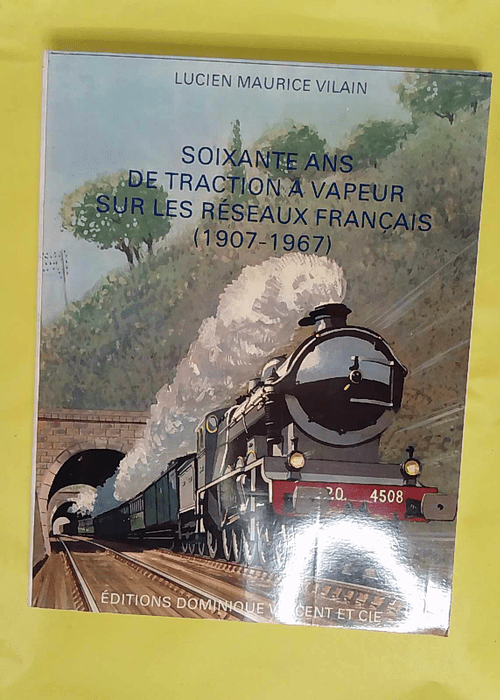 LUCIEN MAURICE VILAIN
SOIXANTE ANS
DE TRACTION À VAPEUR
SUR LES RÉSEAUX FRANÇAIS
(1907-1967)
4508
ÉDITIONS DOMINIQUE VINCENT ET CIE